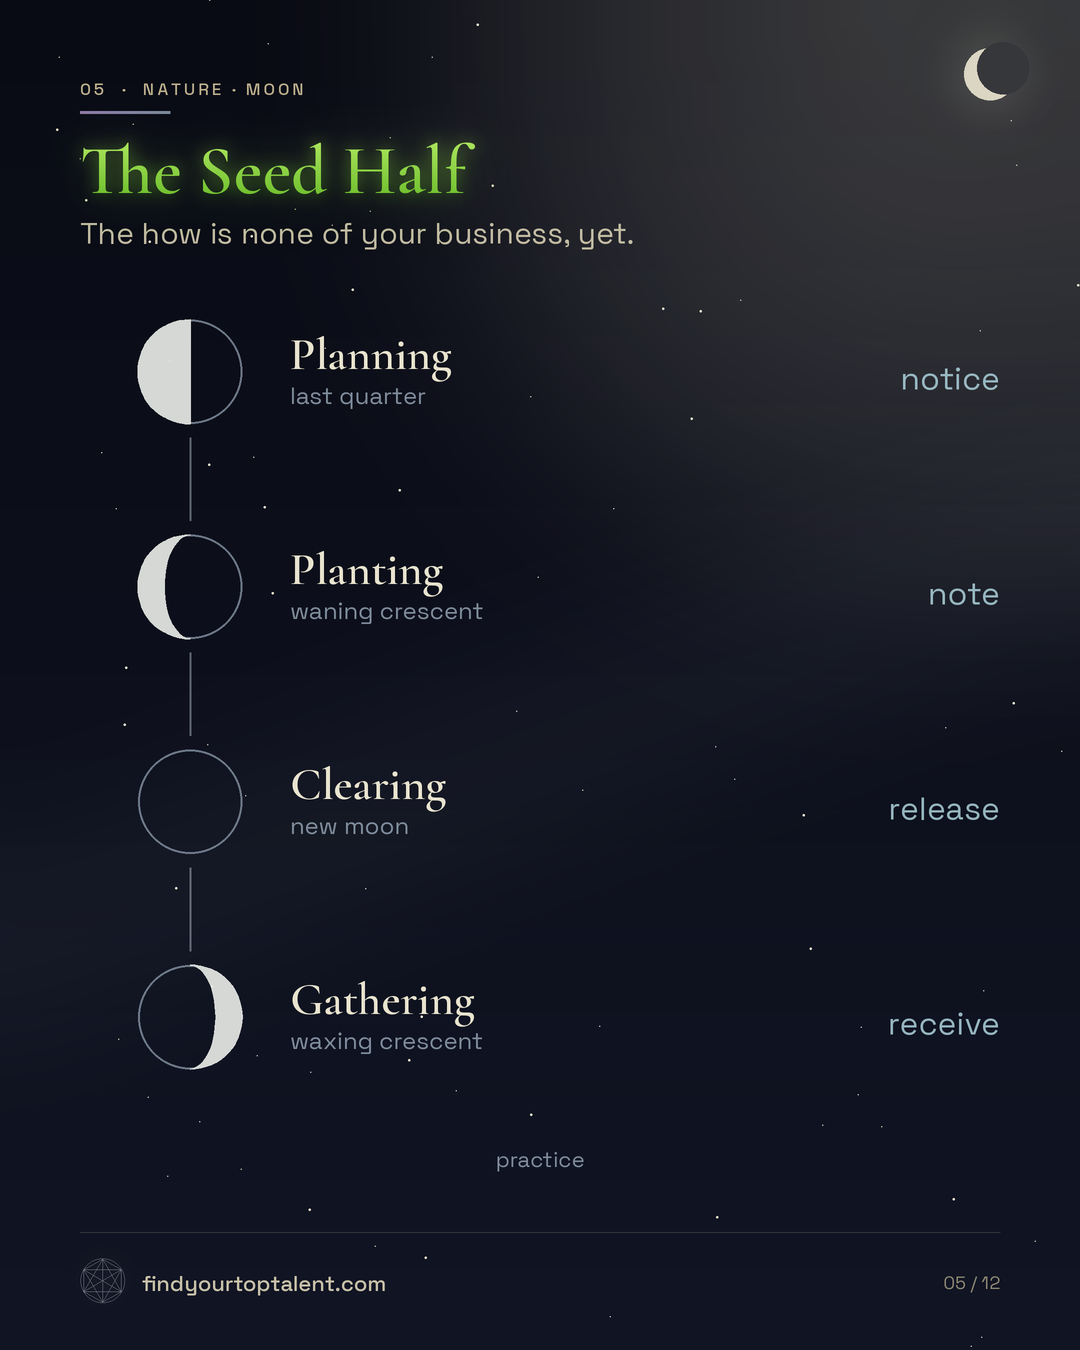 05 · NATURE · MOON
The Seed Half
The how is none of your business, yet.
Planning
last quarter
notice
Planting
waning crescent
note
Clearing
new moon
release
Gathering
waxing crescent
receive
practice
findyourtoptalent.com
05 / 12